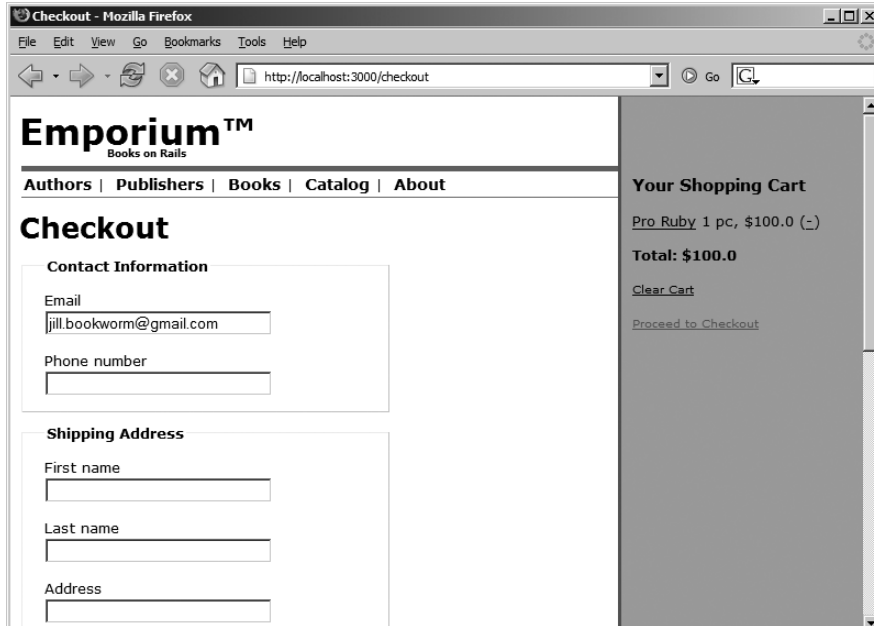 Checkout - Mozilla Firefox
File Edit View Go Bookmarks Tools Help
http://localhost:3000/checkout
Go
G
Emporium™
Books on Rails
Authors | Publishers | Books | Catalog | About
Checkout
Contact Information
Email
jill.bookworm@gmail.com
Phone number
Shipping Address
First name
Last name
Address
Your Shopping Cart
Pro Ruby 1 pc, $100.0 (-)
Total: $100.0
Clear Cart
Proceed to Checkout